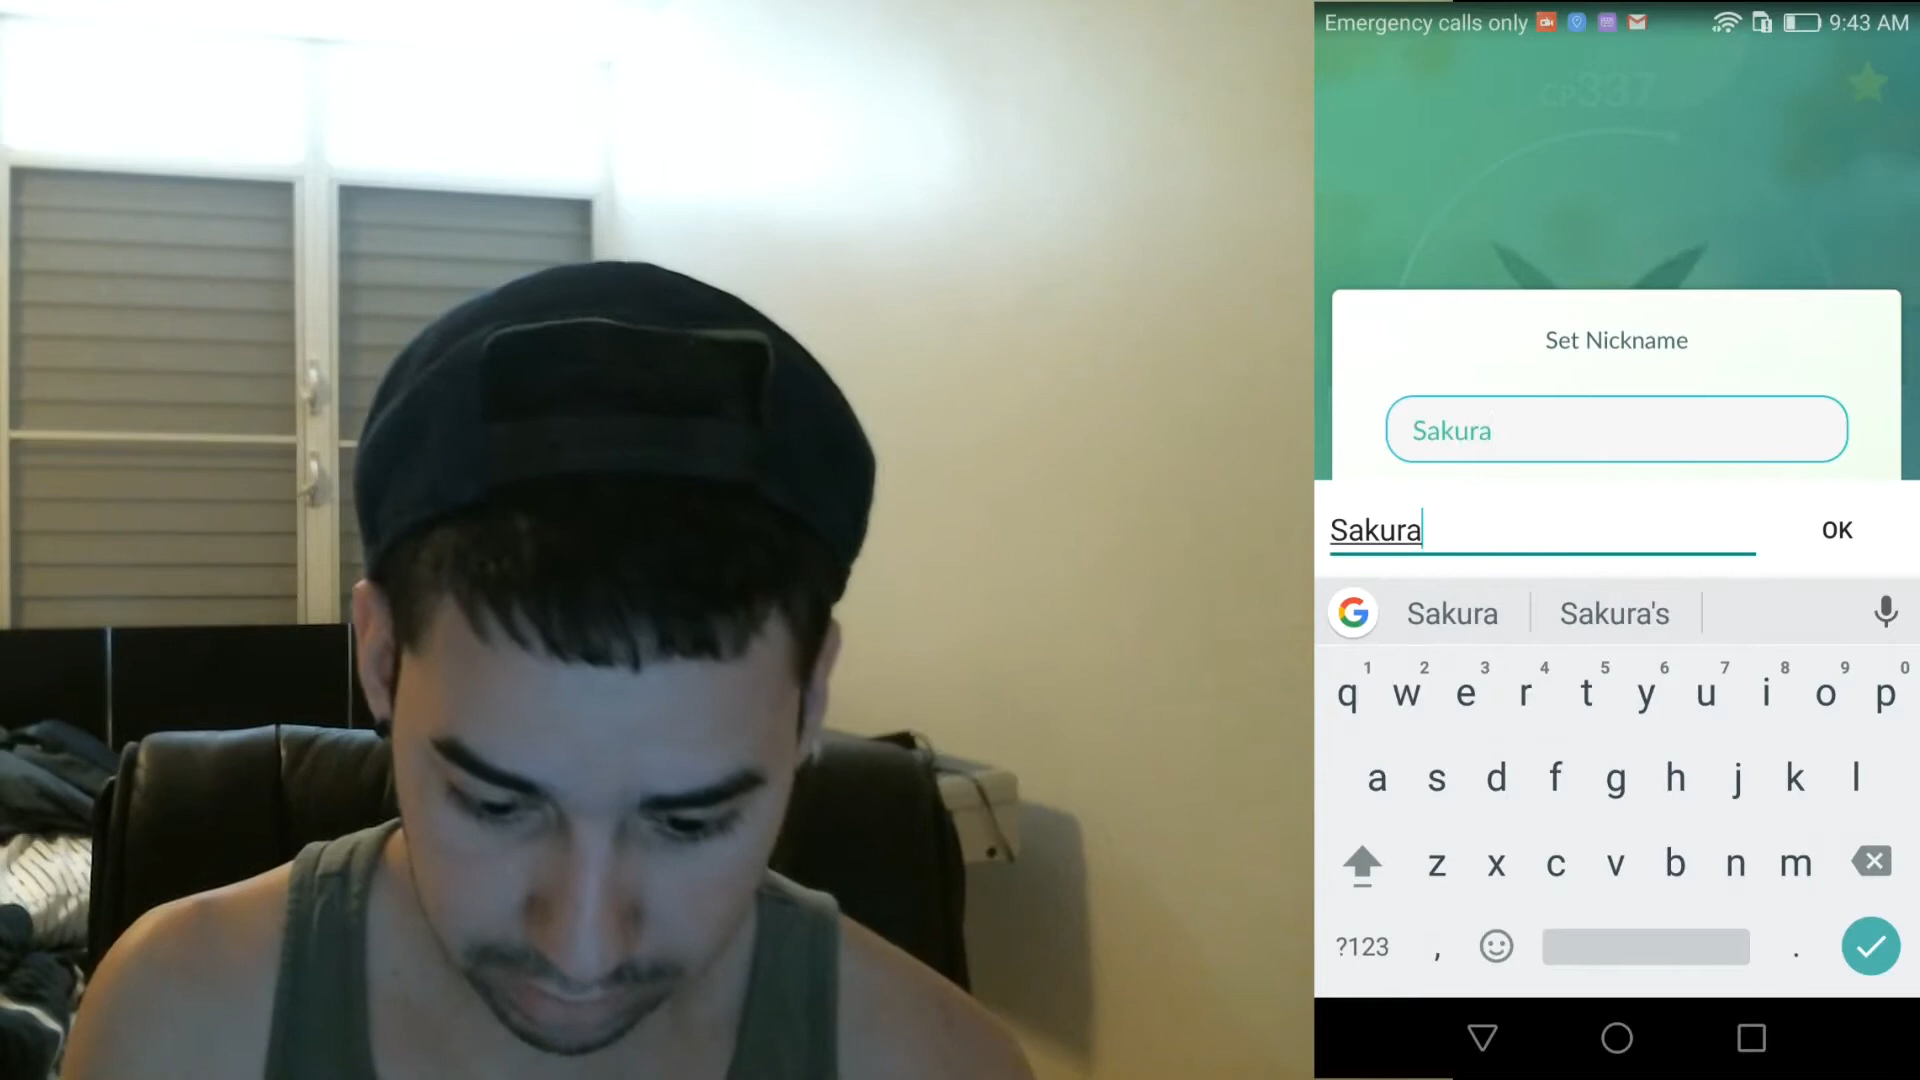 Emergency calls only 9:43 AM
CP337
Set Nickname
Sakura
Sakura OK
Sakura Sakura's
1 2 3 4 5 6 7 8 9 0
q w e r t y u i o p
a s d f g h j k l
z x c v b n m
?123 , .